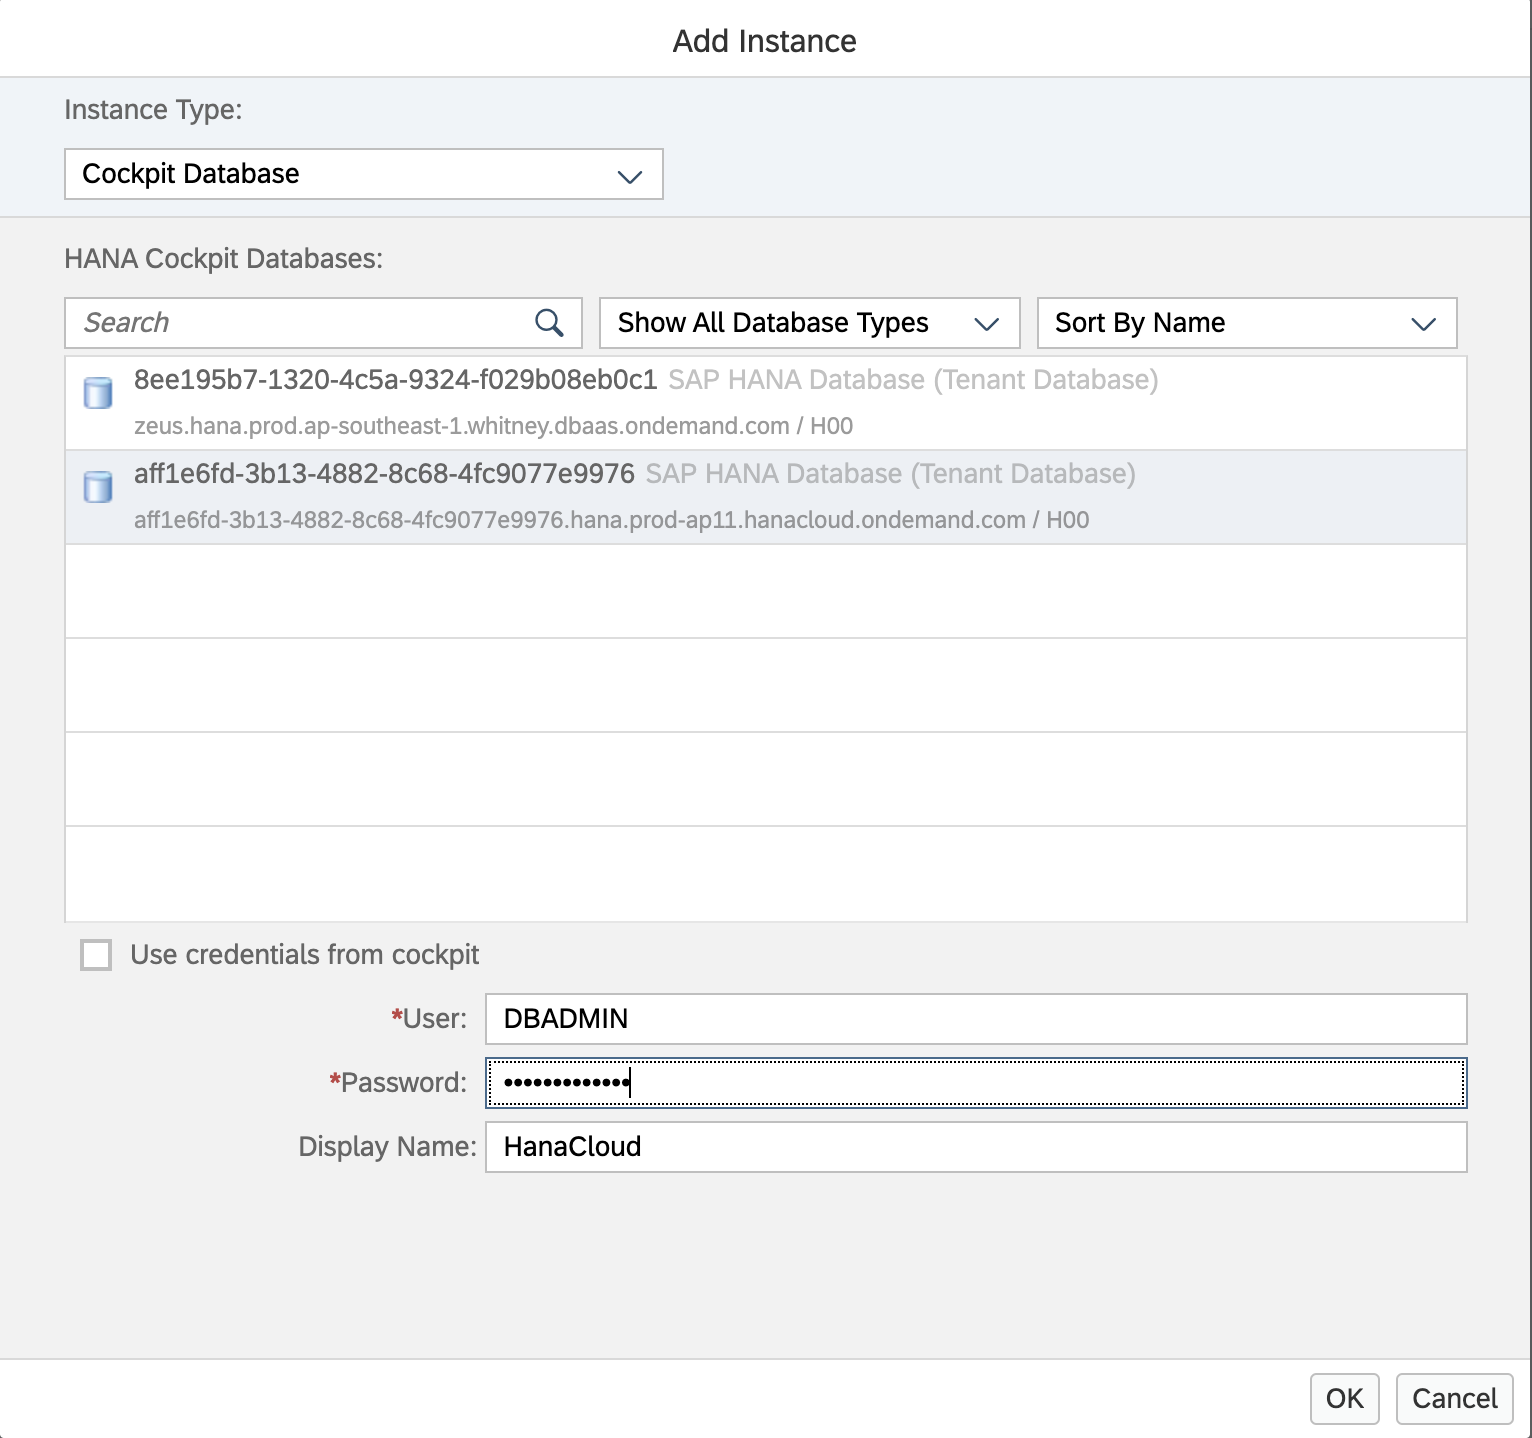 Add Instance
Instance Type:
Cockpit Database
HANA Cockpit Databases:
Search
Show All Database Types
Sort By Name
8ee195b7-1320-4c5a-9324-f029b08eb0c1 SAP HANA Database (Tenant Database)
zeus.hana.prod.ap-southeast-1.whitney.dbaas.ondemand.com / H00
aff1e6fd-3b13-4882-8c68-4fc9077e9976 SAP HANA Database (Tenant Database)
aff1e6fd-3b13-4882-8c68-4fc9077e9976.hana.prod-ap11.hanacloud.ondemand.com / H00
Use credentials from cockpit
*User: DBADMIN
*Password: •••••••••••••
Display Name: HanaCloud
OK Cancel